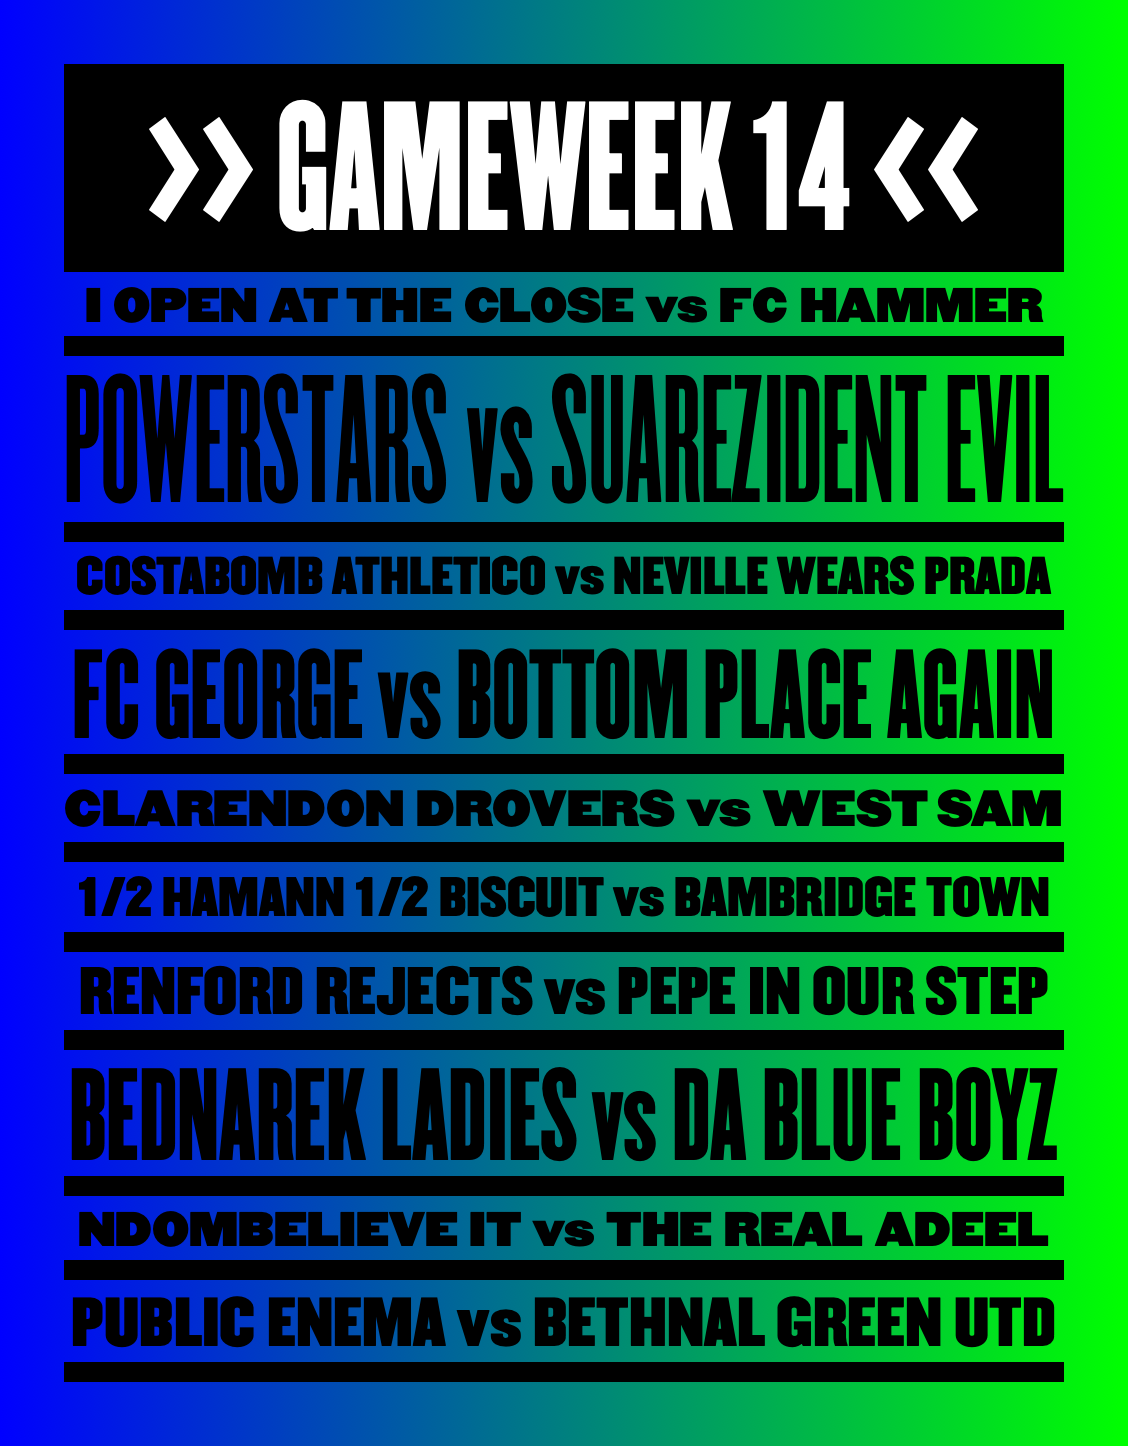 >> GAMEWEEK 14 <<
I OPEN AT THE CLOSE vs FC HAMMER
POWERSTARS vs SUAREZIDENT EVIL
COSTABOMB ATHLETICO vs NEVILLE WEARS PRADA
FC GEORGE vs BOTTOM PLACE AGAIN
CLARENDON DROVERS vs WEST SAM
1/2 HAMANN 1/2 BISCUIT vs BAMBRIDGE TOWN
RENFORD REJECTS vs PEPE IN OUR STEP
BEDNAREK LADIES vs DA BLUE BOYZ
NDOMBELIEVE IT vs THE REAL ADEEL
PUBLIC ENEMA vs BETHNAL GREEN UTD